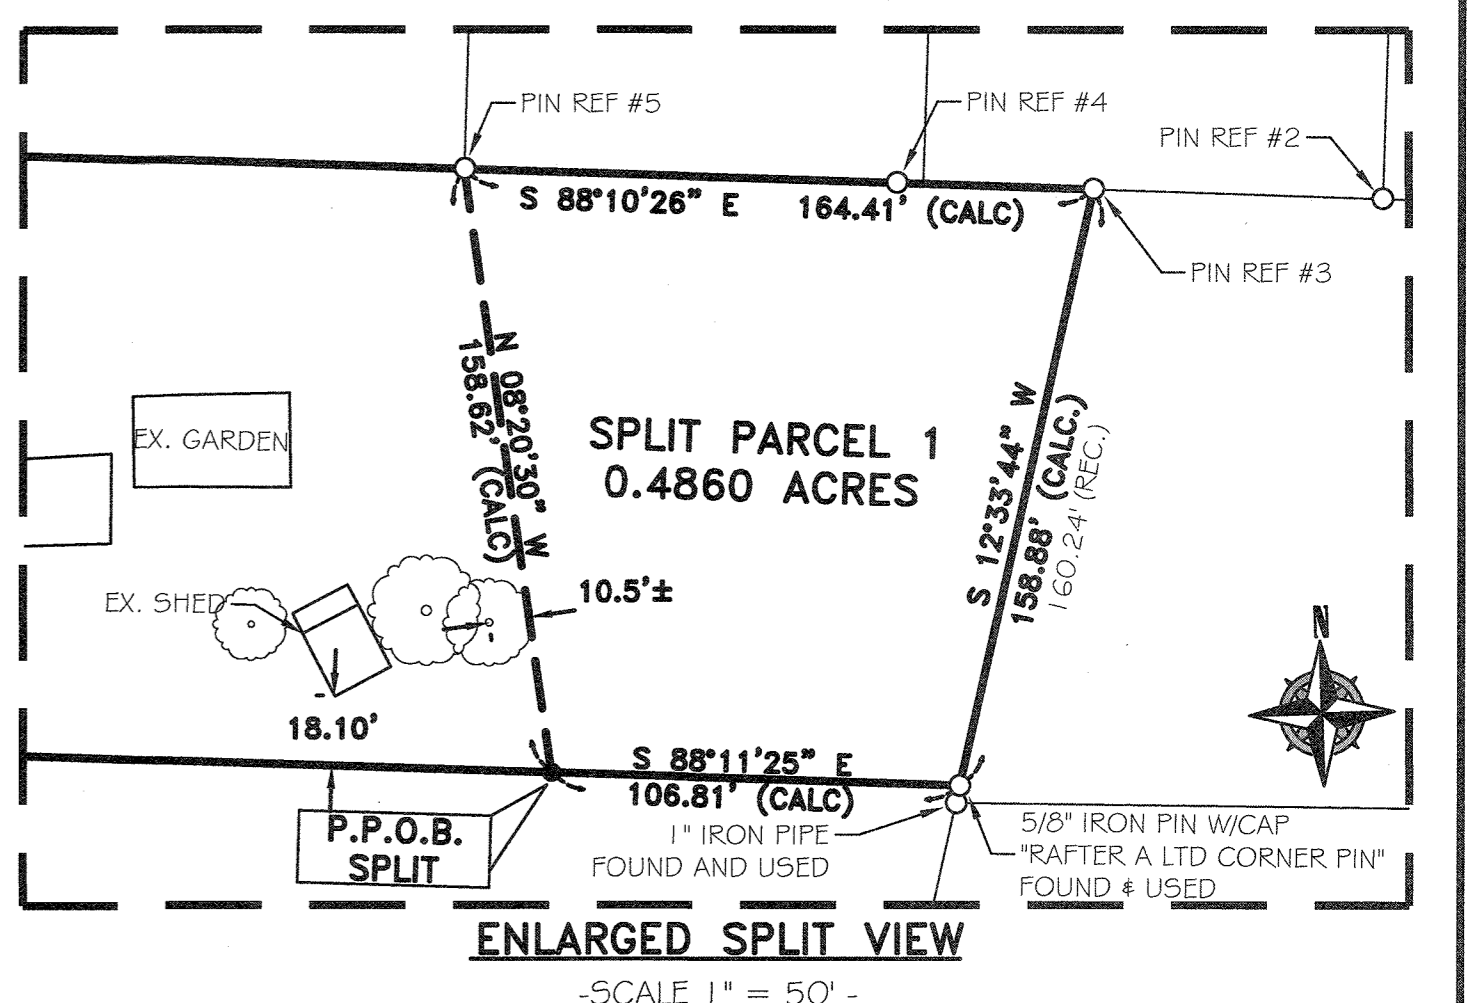 PIN REF #5
PIN REF #4
PIN REF #2
S 88°10'26" E 164.41' (CALC)
PIN REF #3
N 08°20'30" W
158.62' (CALC)
EX. GARDEN
SPLIT PARCEL 1
0.4860 ACRES
S 12°33'44" W
158.88' (CALC.)
160.24' (REC.)
EX. SHED
10.5'±
N
18.10'
S 88°11'25" E
106.81' (CALC)
P.P.O.B.
SPLIT
1" IRON PIPE
FOUND AND USED
5/8" IRON PIN W/CAP
"RAFTER A LTD CORNER PIN"
FOUND & USED
ENLARGED SPLIT VIEW
-SCALE 1" = 50' -